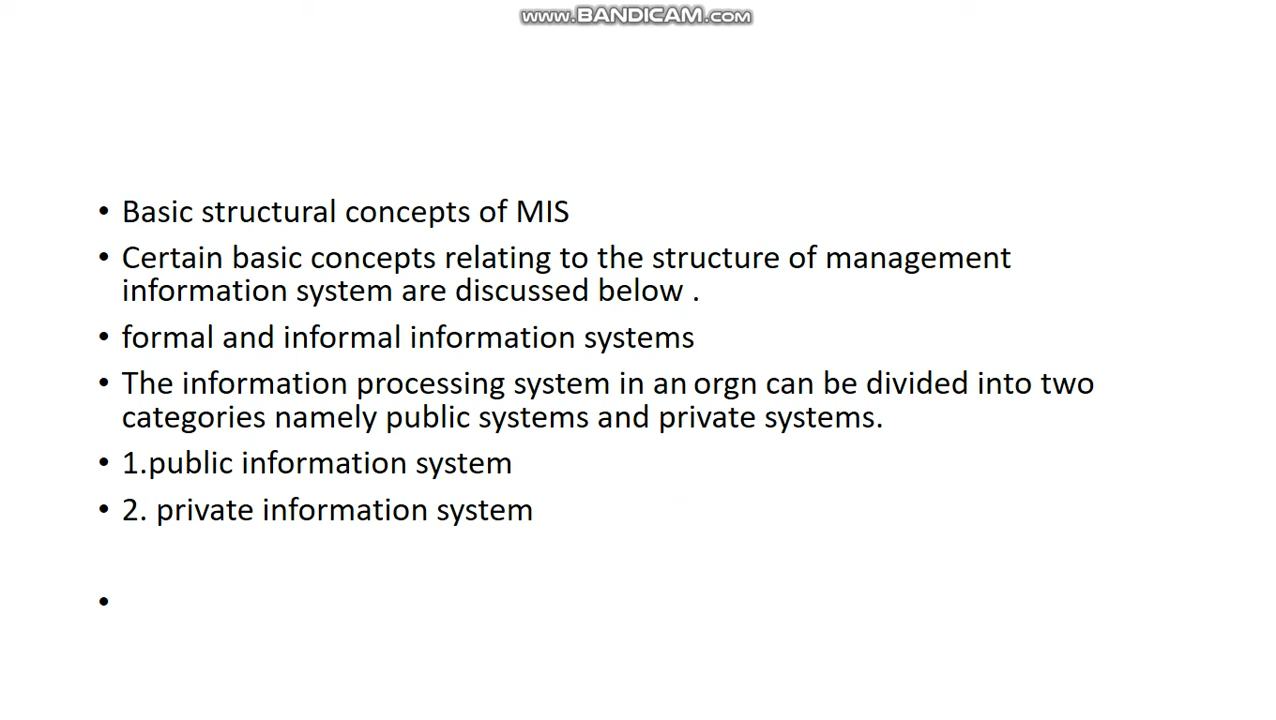 www.BANDICAM.com
• Basic structural concepts of MIS
• Certain basic concepts relating to the structure of management
information system are discussed below .
• formal and informal information systems
• The information processing system in an orgn can be divided into two
categories namely public systems and private systems.
• 1.public information system
• 2. private information system
•